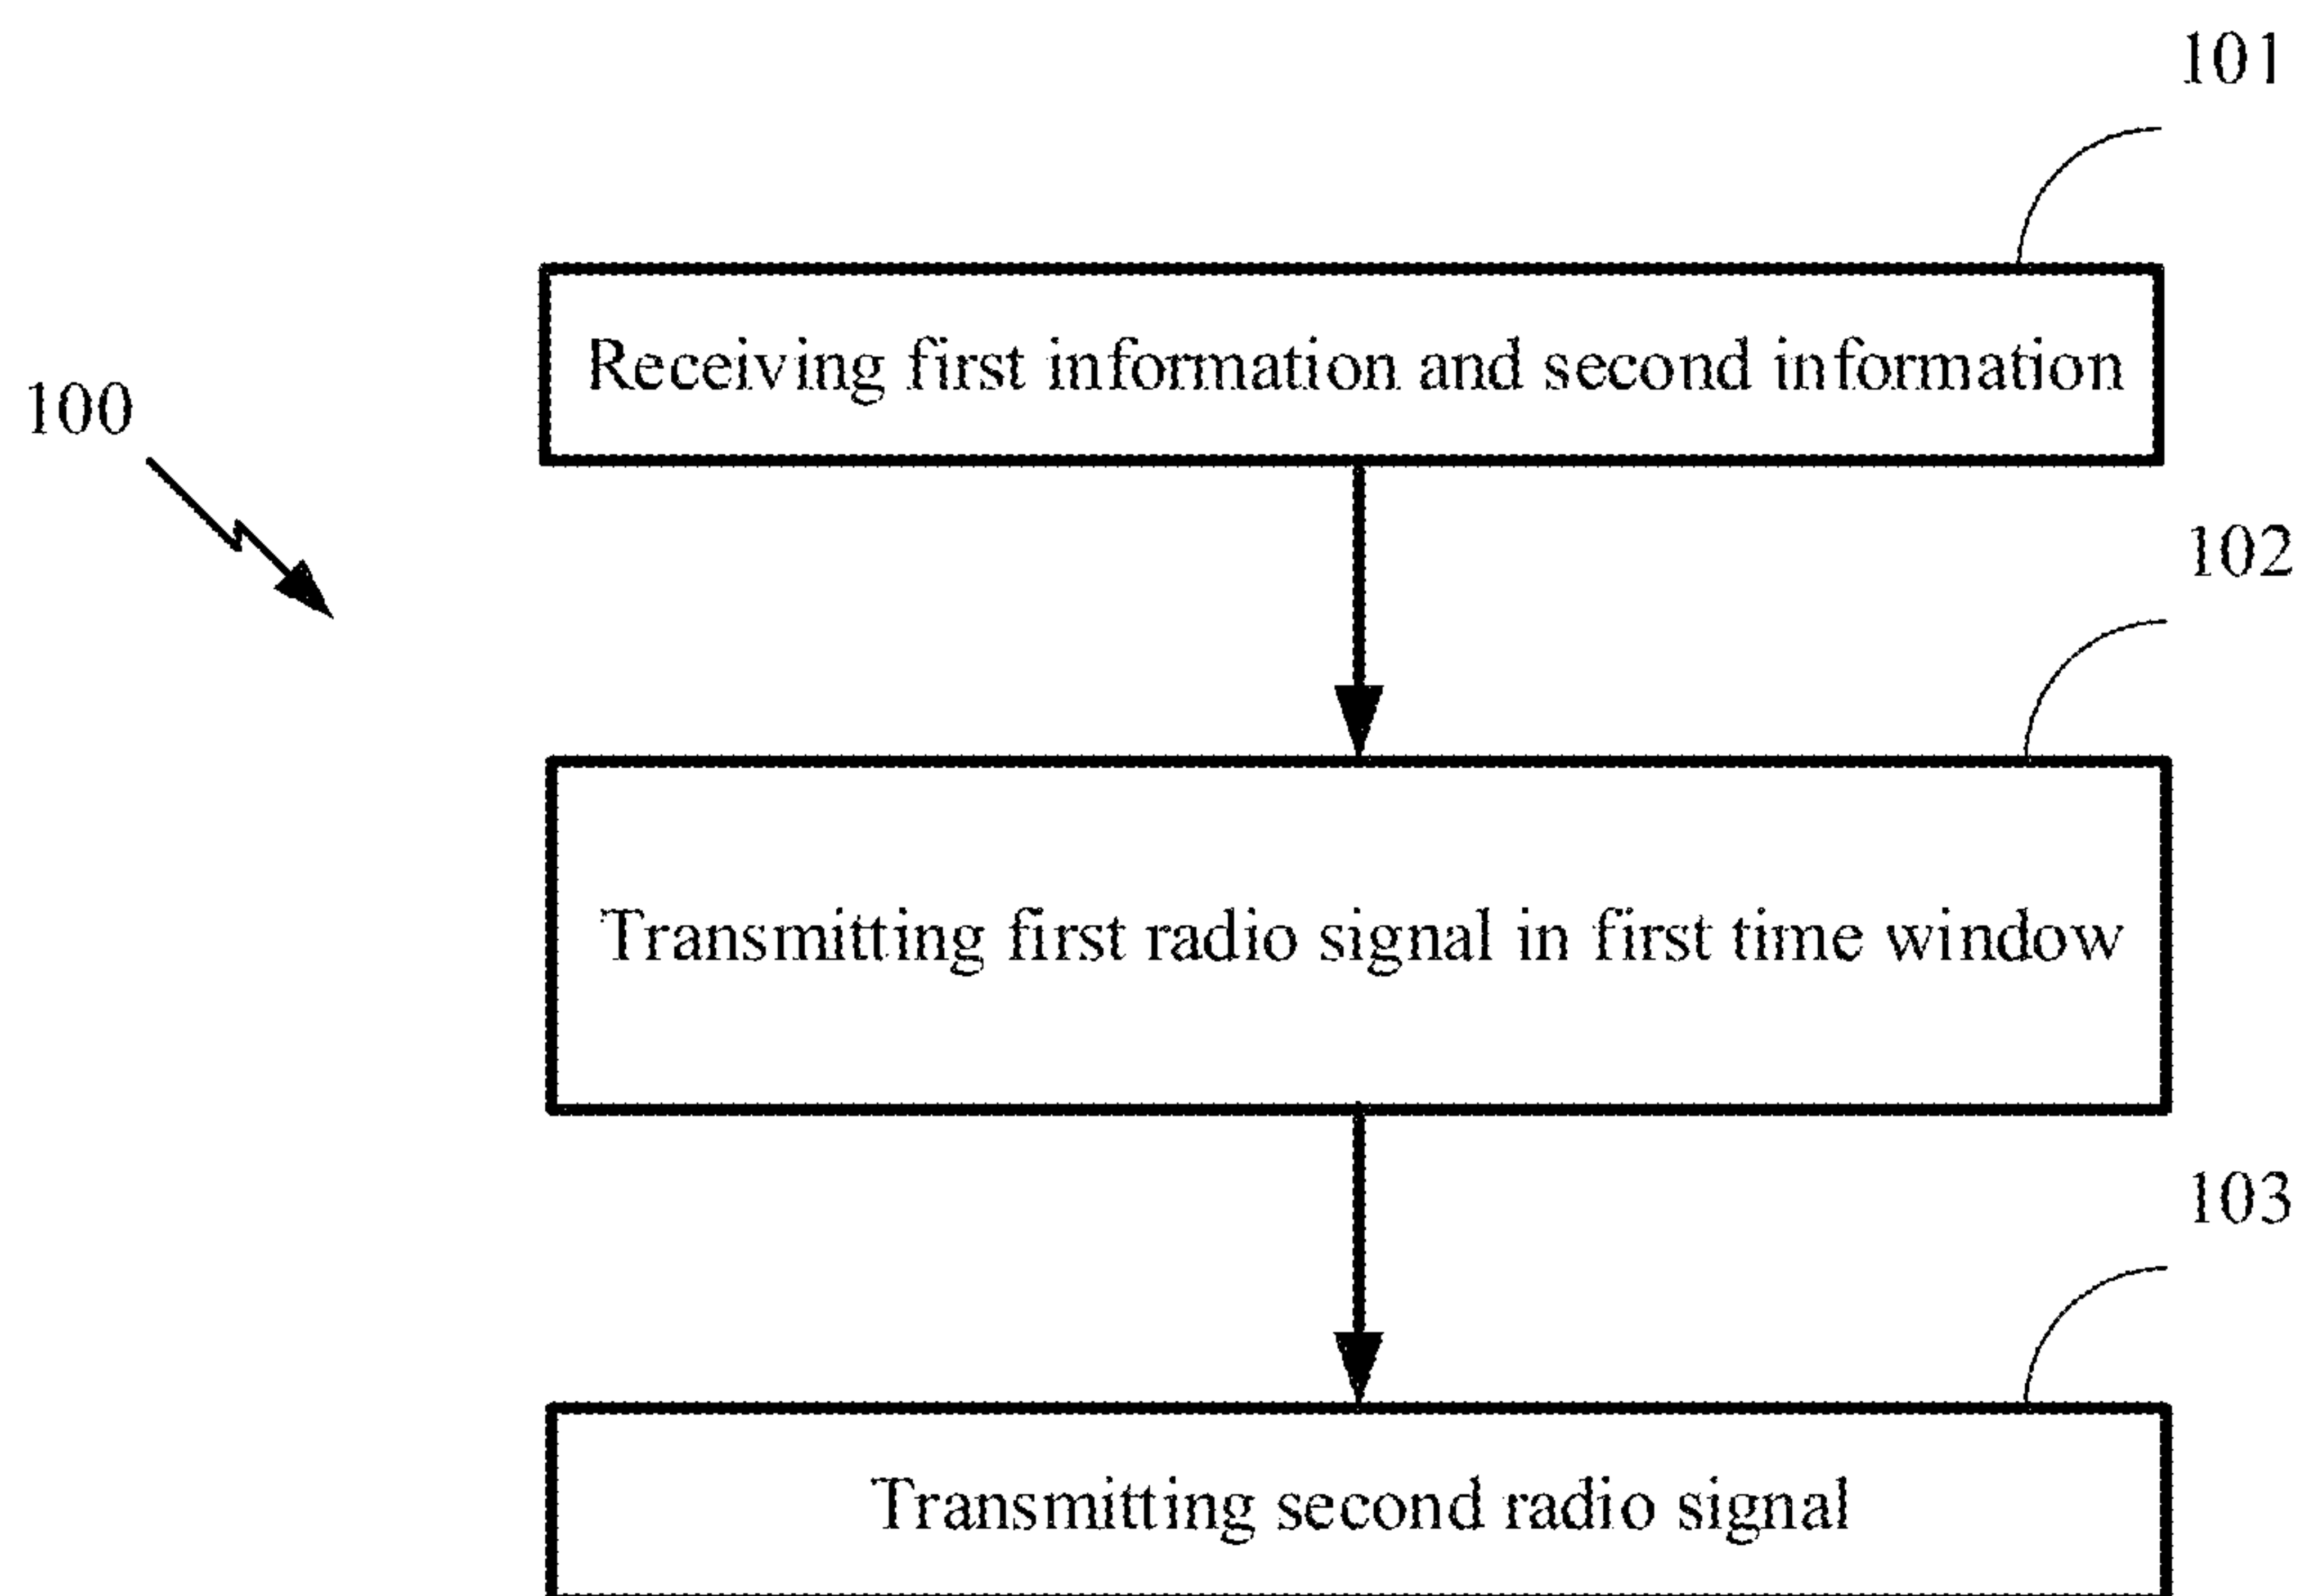 101
Receiving first information and second information
100
102
Transmitting first radio signal in first time window
103
Transmitting second radio signal